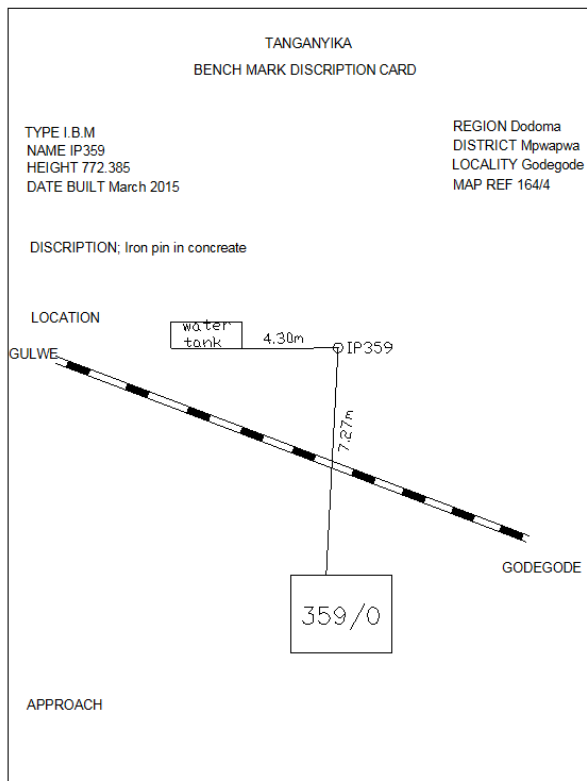 TANGANYIKA
BENCH MARK DISCRIPTION CARD
TYPE I.B.M
NAME IP359
HEIGHT 772.385
DATE BUILT March 2015
REGION Dodoma
DISTRICT Mpwapwa
LOCALITY Godegode
MAP REF 164/4
DISCRIPTION; Iron pin in concreate
LOCATION
water
tank
4.30m
IP359
GULWE
7.27m
GODEGODE
359/0
APPROACH